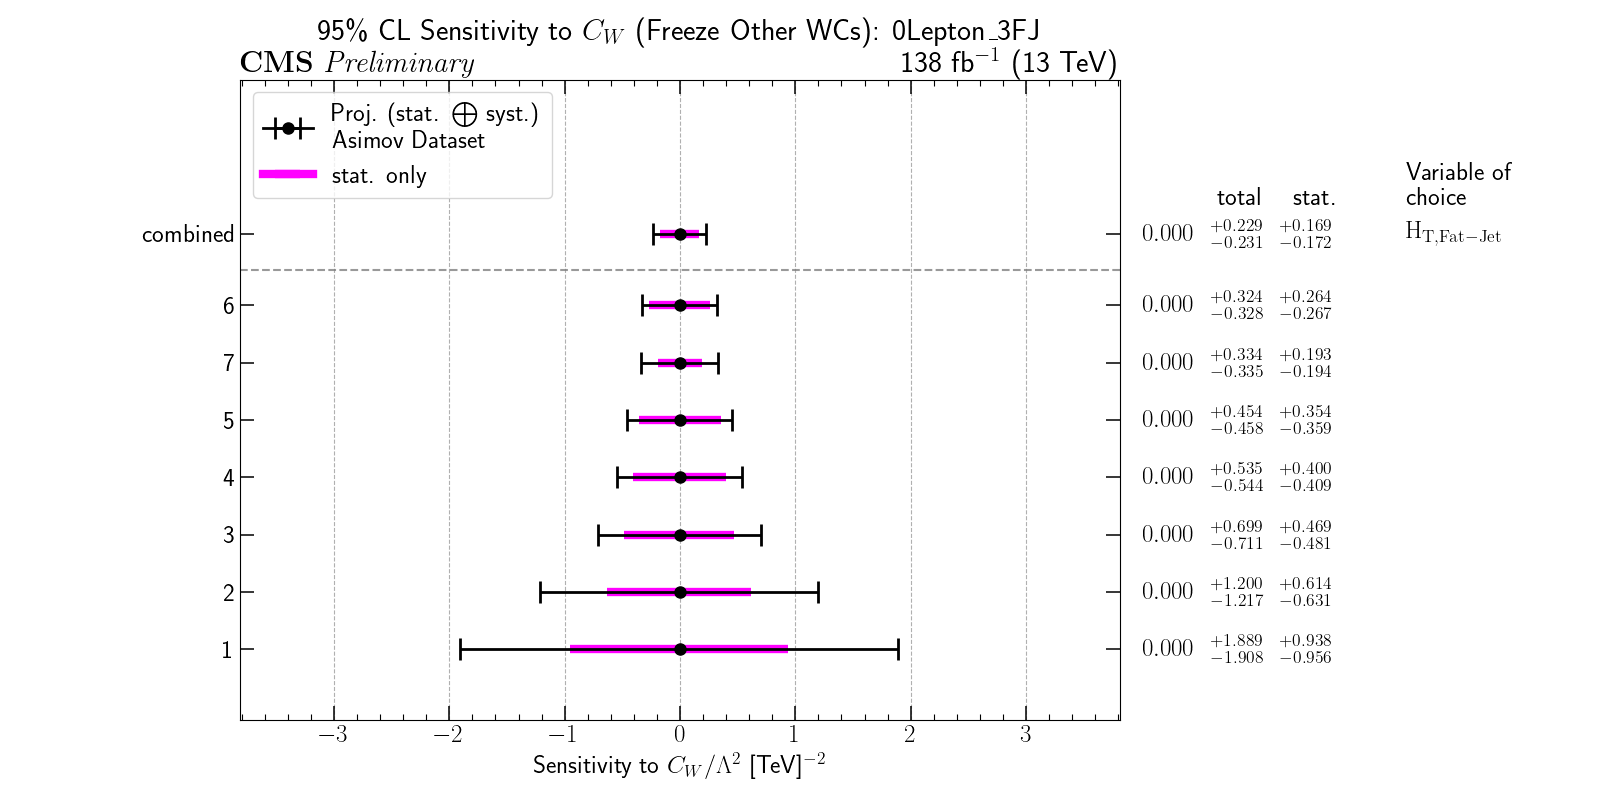 95% CL Sensitivity to C_W (Freeze Other WCs): 0Lepton_3FJ
CMS Preliminary 138 fb⁻¹ (13 TeV)
Proj. (stat. ⨁ syst.)
Asimov Dataset
stat. only
total stat. Variable of choice
combined 0.000 +0.229 −0.231 +0.169 −0.172 H_T,Fat−Jet
6 0.000 +0.324 −0.328 +0.264 −0.267
7 0.000 +0.334 −0.335 +0.193 −0.194
5 0.000 +0.454 −0.458 +0.354 −0.359
4 0.000 +0.535 −0.544 +0.400 −0.409
3 0.000 +0.699 −0.711 +0.469 −0.481
2 0.000 +1.200 −1.217 +0.614 −0.631
1 0.000 +1.889 −1.908 +0.938 −0.956
−3 −2 −1 0 1 2 3
Sensitivity to C_W/Λ² [TeV]⁻²